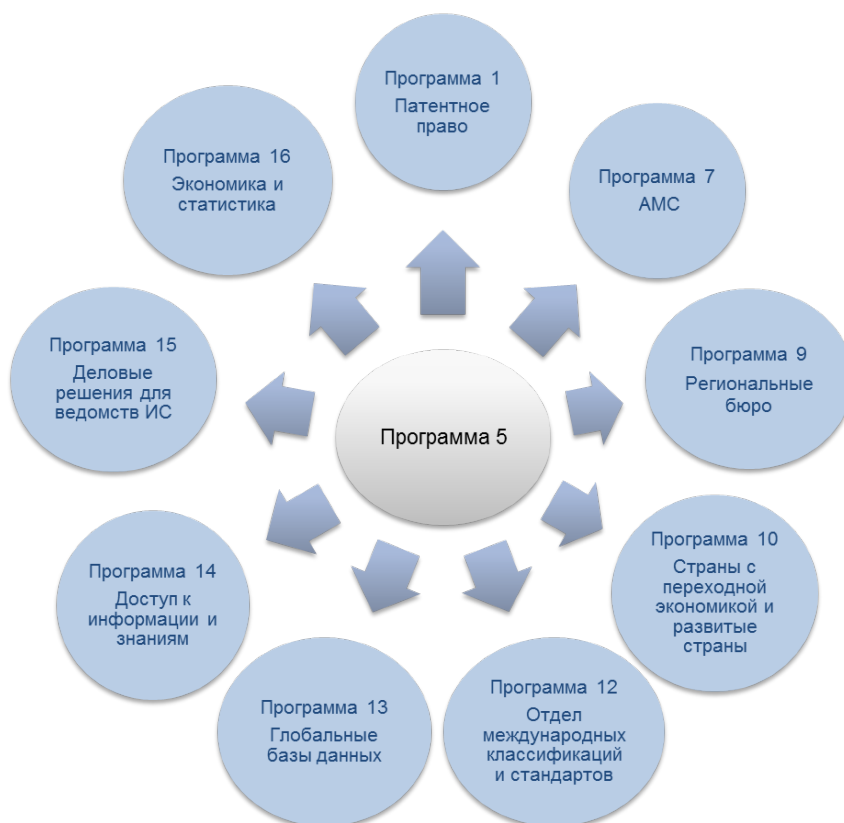 Программа 1
Патентное
право
Программа 7
АМС
Программа 9
Региональные
бюро
Программа 10
Страны с
переходной
экономикой и
развитые
страны
Программа 12
Отдел
международных
классификаций
и стандартов
Программа 13
Глобальные
базы данных
Программа 14
Доступ к
информации и
знаниям
Программа 15
Деловые
решения для
ведомств ИС
Программа 16
Экономика и
статистика
Программа 5